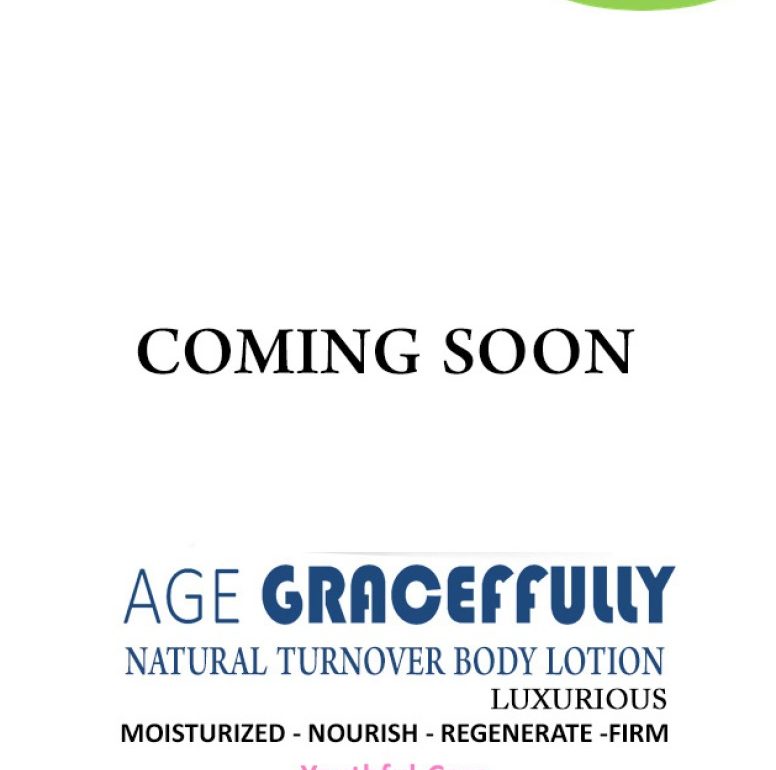 COMING SOON
AGE GRACEFFULLY
NATURAL TURNOVER BODY LOTION
LUXURIOUS
MOISTURIZED - NOURISH - REGENERATE -FIRM